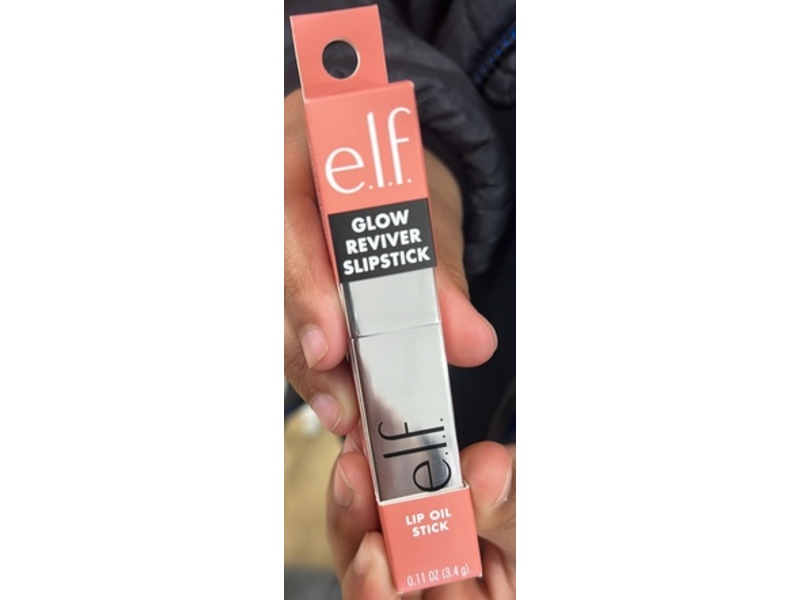 e.l.f.
GLOW
REVIVER
SLIPSTICK
e.l.f.
LIP OIL
STICK
0.11 OZ (3.4 g)